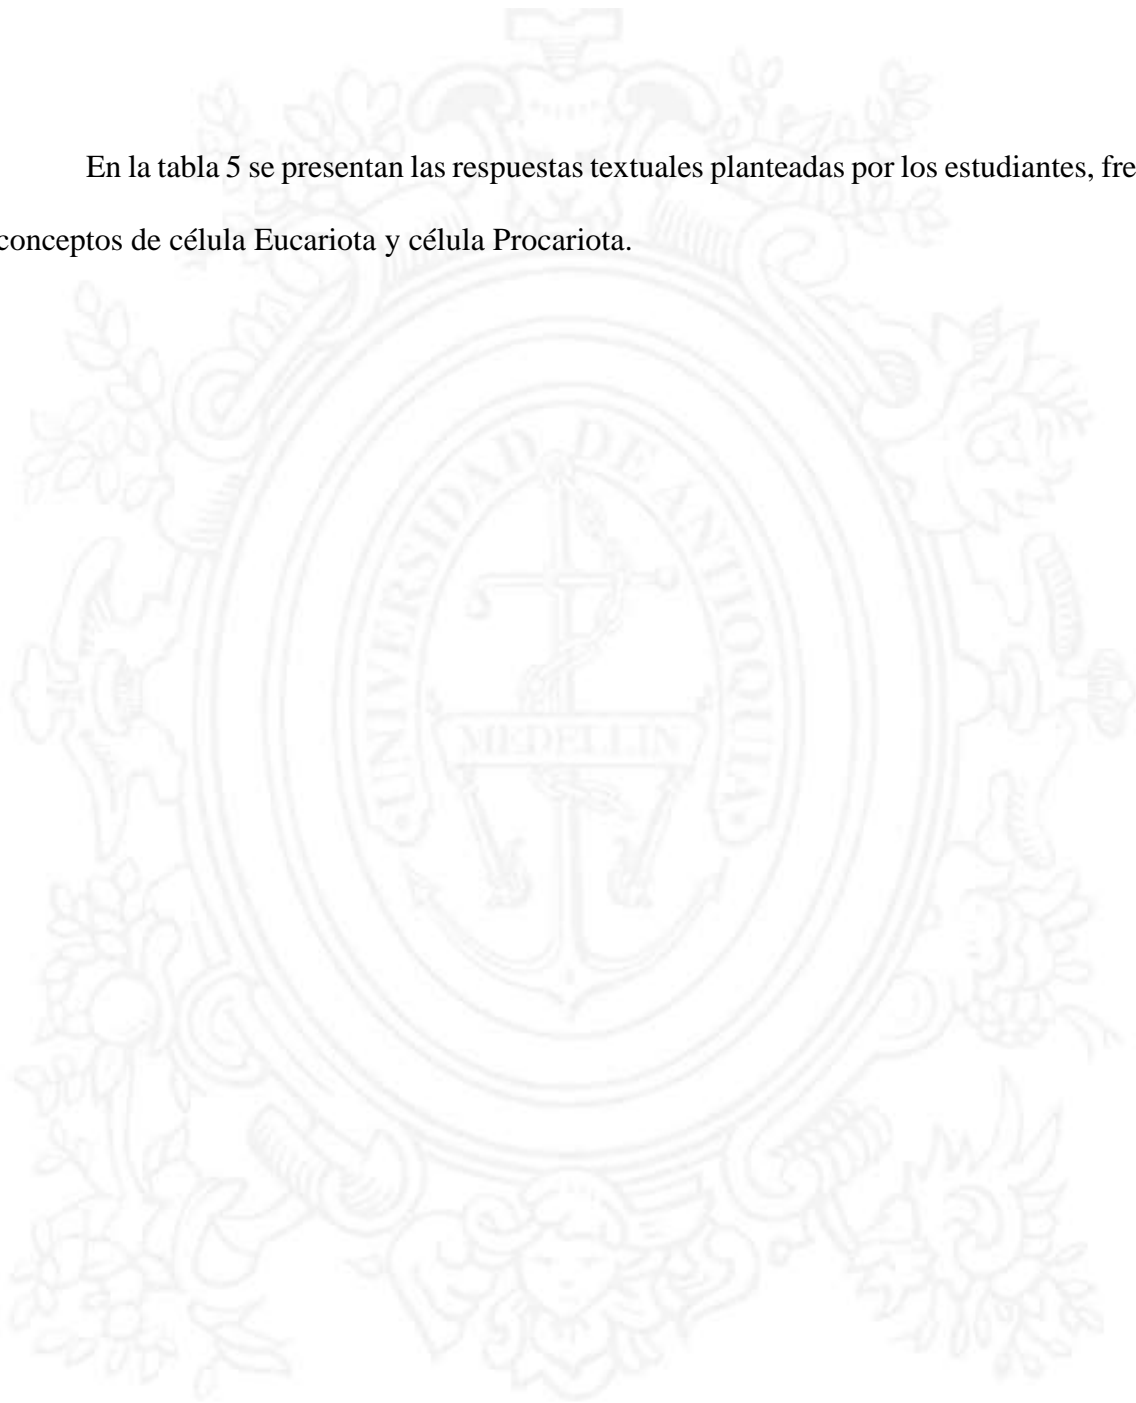 En la tabla 5 se presentan las respuestas textuales planteadas por los estudiantes, fre
conceptos de célula Eucariota y célula Procariota.
UNIVERSIDAD DE ANTIOQUIA
MEDELLIN